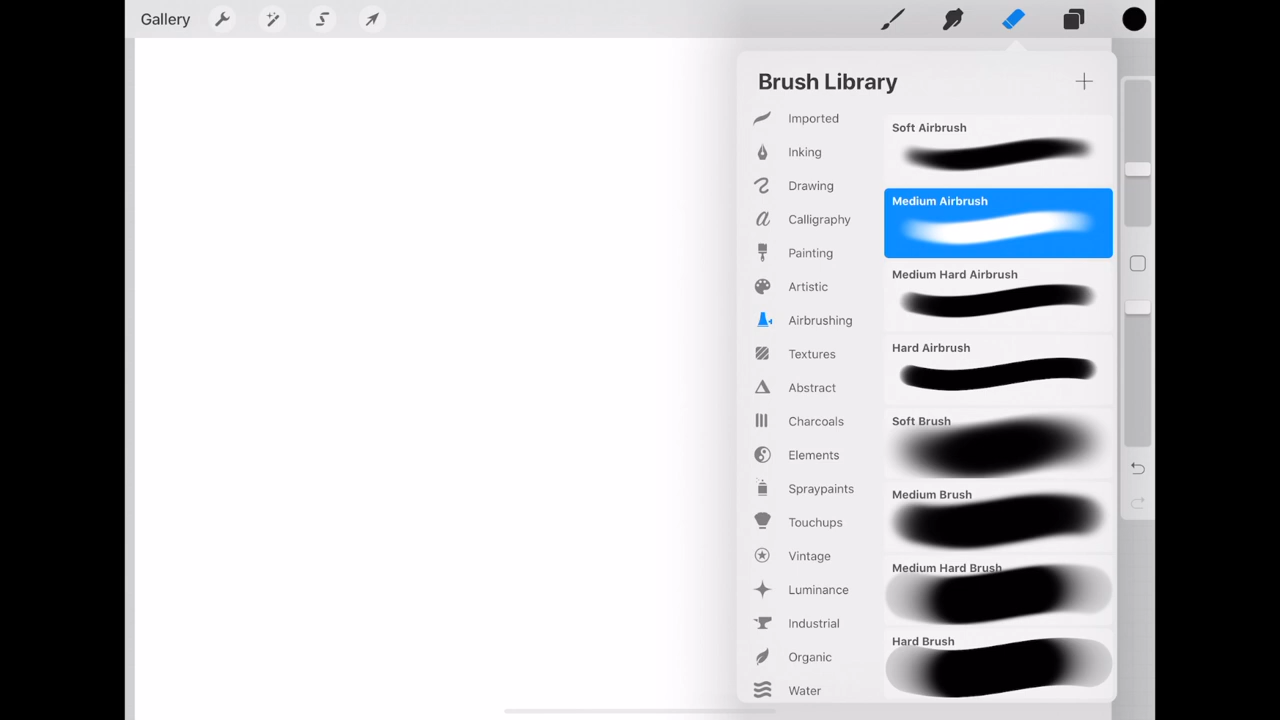 Gallery
Brush Library
Imported
Inking
Drawing
Calligraphy
Painting
Artistic
Airbrushing
Textures
Abstract
Charcoals
Elements
Spraypaints
Touchups
Vintage
Luminance
Industrial
Organic
Water
Soft Airbrush
Medium Airbrush
Medium Hard Airbrush
Hard Airbrush
Soft Brush
Medium Brush
Medium Hard Brush
Hard Brush